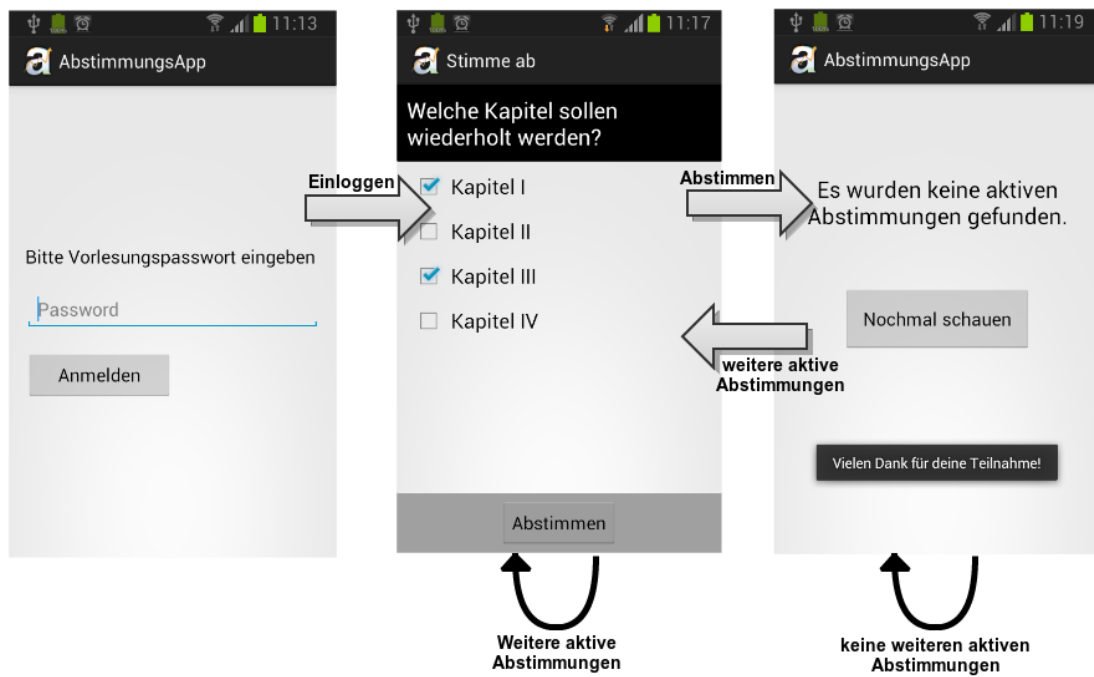 11:13
AbstimmungsApp
Bitte Vorlesungspasswort eingeben
Password
Anmelden
Einloggen
11:17
Stimme ab
Welche Kapitel sollen
wiederholt werden?
Kapitel I
Kapitel II
Kapitel III
Kapitel IV
Abstimmen
Weitere aktive
Abstimmungen
Abstimmen
weitere aktive
Abstimmungen
11:19
AbstimmungsApp
Es wurden keine aktiven
Abstimmungen gefunden.
Nochmal schauen
Vielen Dank für deine Teilnahme!
keine weiteren aktiven
Abstimmungen